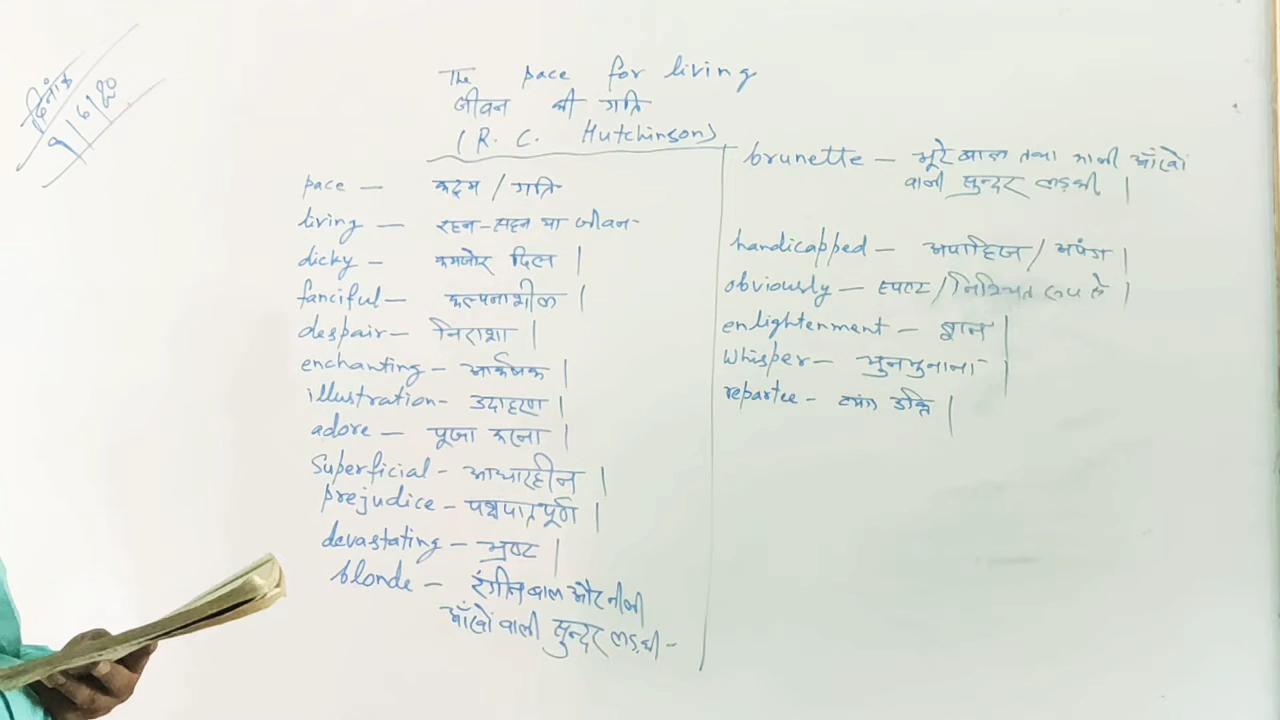 दिनांक
9/6/20
The pace for living
जीवन की गति
(R. C. Hutchinson)
pace — कदम / गति
living — रहन-सहन या जीवन-
dicky — कमजोर दिल |
fanciful — कल्पनाशील |
despair — निराशा |
enchanting — आर्कषक |
illustration - उदाहरण |
adore — पूजा करना |
Superficial - आधारहीन |
prejudice - पक्षपातपूर्ण |
devastating - भ्रष्ट |
blonde - रंगीन बाल और नीली
आँखों वाली सुन्दर लड़की -
brunette — भूरे बाल तथा काली आँखों
वाली सुन्दर लड़की |
handicapped — अपाहिज / अपंग |
obviously — स्पष्ट / निश्चित रूप से |
enlightenment - ज्ञान |
Whisper - भुनभुनाना |
repartee - व्यंग उक्ति |